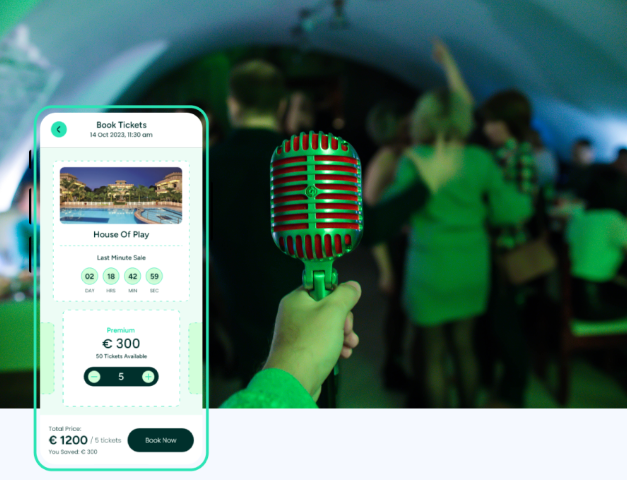 Book Tickets
14 Oct 2023, 11:30 am
House Of Play
Last Minute Sale
02 18 42 59
DAY HRS MIN SEC
Premium
€ 300
50 Tickets Available
5
Total Price:
€ 1200 / 5 tickets
You Saved: € 300
Book Now